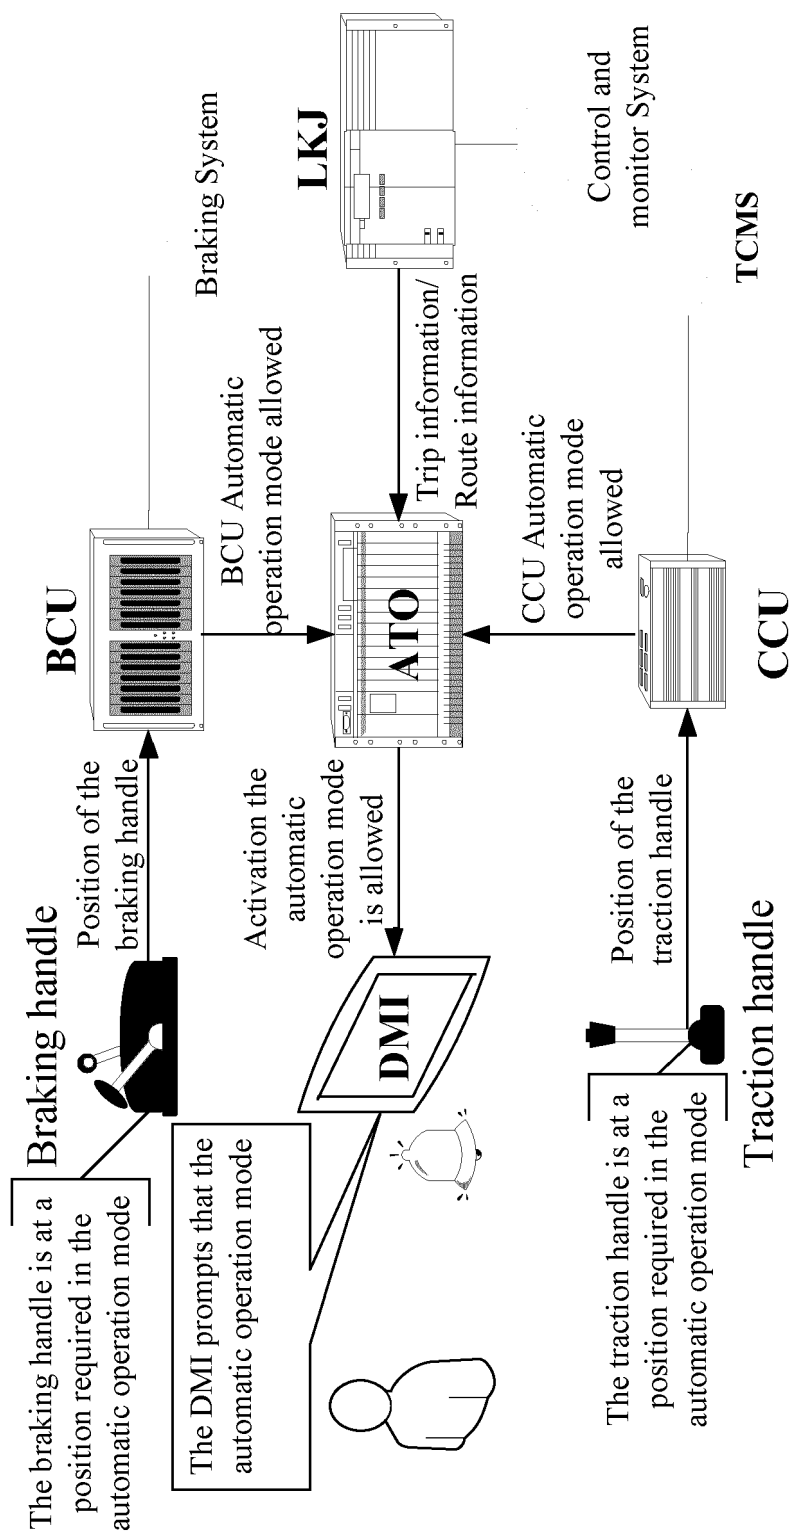 The braking handle is at a
position required in the
automatic operation mode
Braking handle
Position of the
braking handle
BCU
BCU Automatic
operation mode allowed
Braking System
The DMI prompts that the
automatic operation mode
DMI
Activation the
automatic
operation mode
is allowed
ATO
Trip information/
Route information
LKJ
The traction handle is at a
position required in the
automatic operation mode
Traction handle
Position of the
traction handle
CCU
CCU Automatic
operation mode
allowed
Control and
monitor System
TCMS